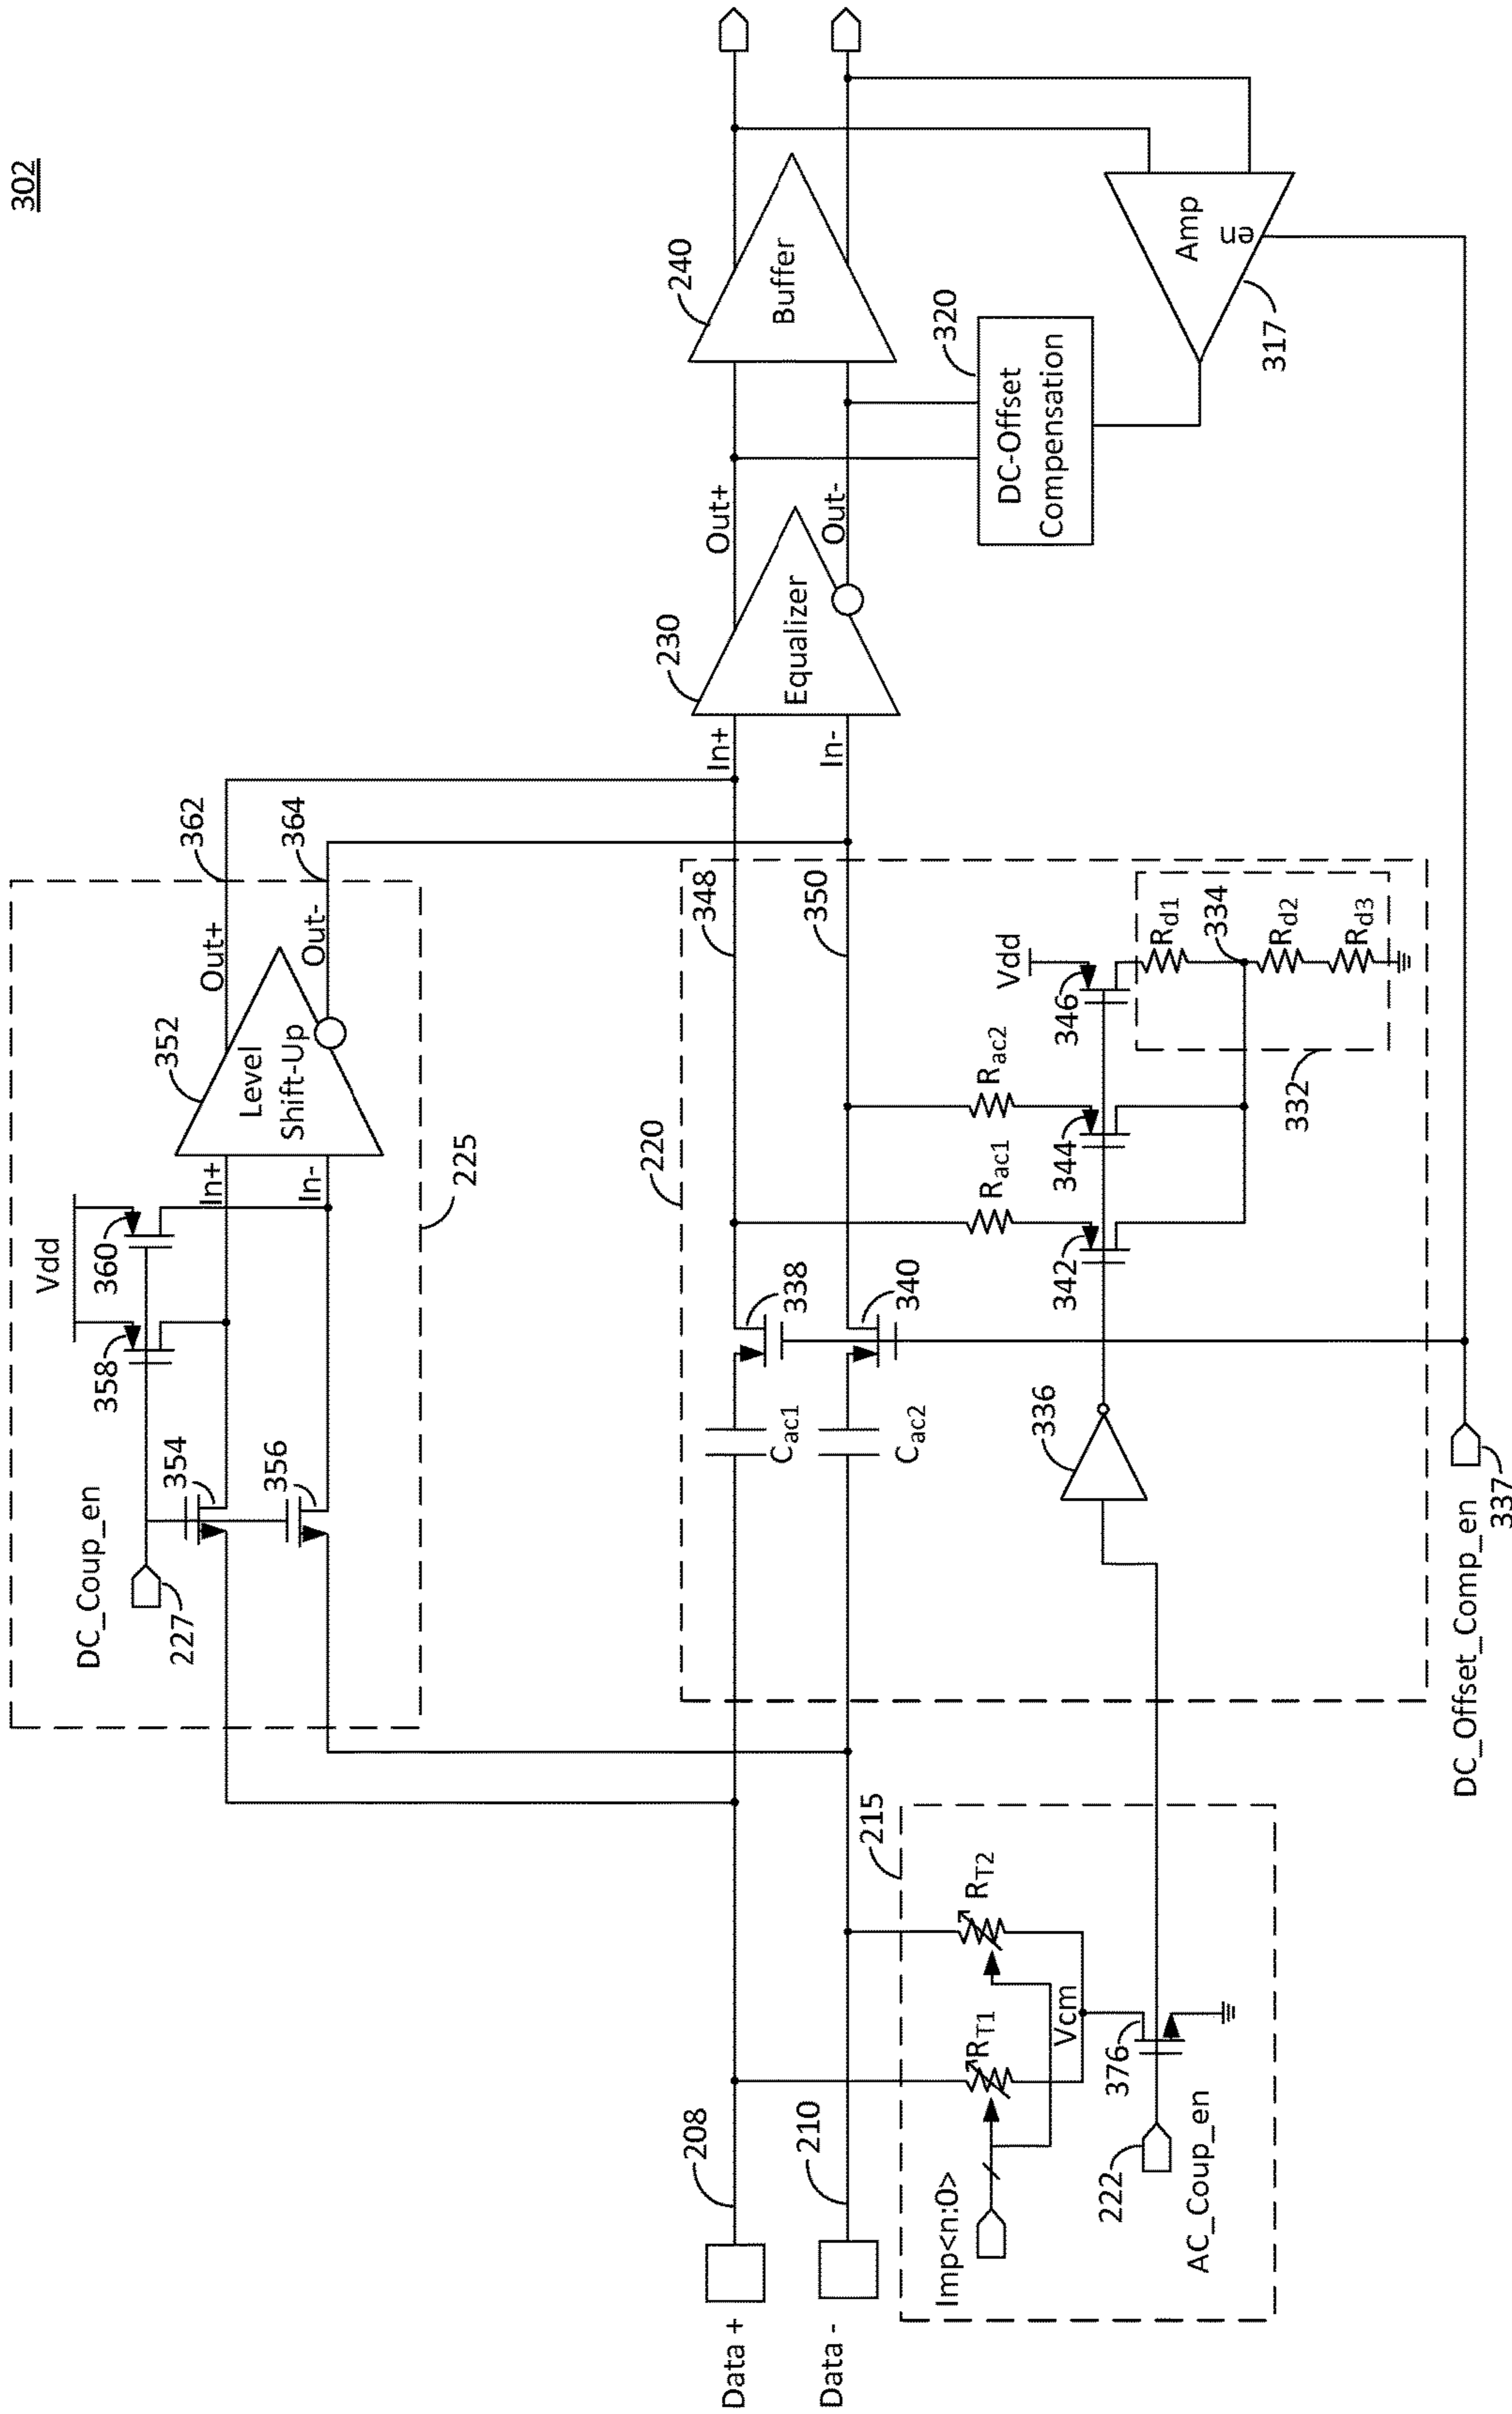 302
DC_Coup_en
227
354
356
358
360
Vdd
In+
In-
Level
Shift-Up
352
Out+
Out-
362
364
225
Data +
Data -
208
210
Imp<n:0>
RT1
RT2
Vcm
215
376
222
AC_Coup_en
220
Cac1
Cac2
338
340
336
342
344
346
Rac1
Rac2
348
350
Vdd
Rd1
334
Rd2
Rd3
332
In+
In-
230
Equalizer
Out+
Out-
240
Buffer
320
DC-Offset
Compensation
Amp
en
317
DC_Offset_Comp_en
337